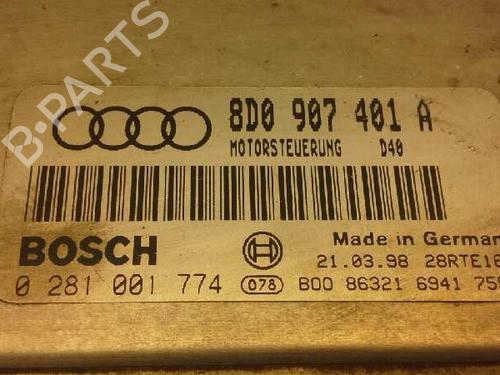 B-PARTS
8D0 907 401 A
MOTORSTEUERUNG D40
BOSCH
Made in German
0 281 001 774
21.03.98 28RTE16
078
B00 86321 6941 755